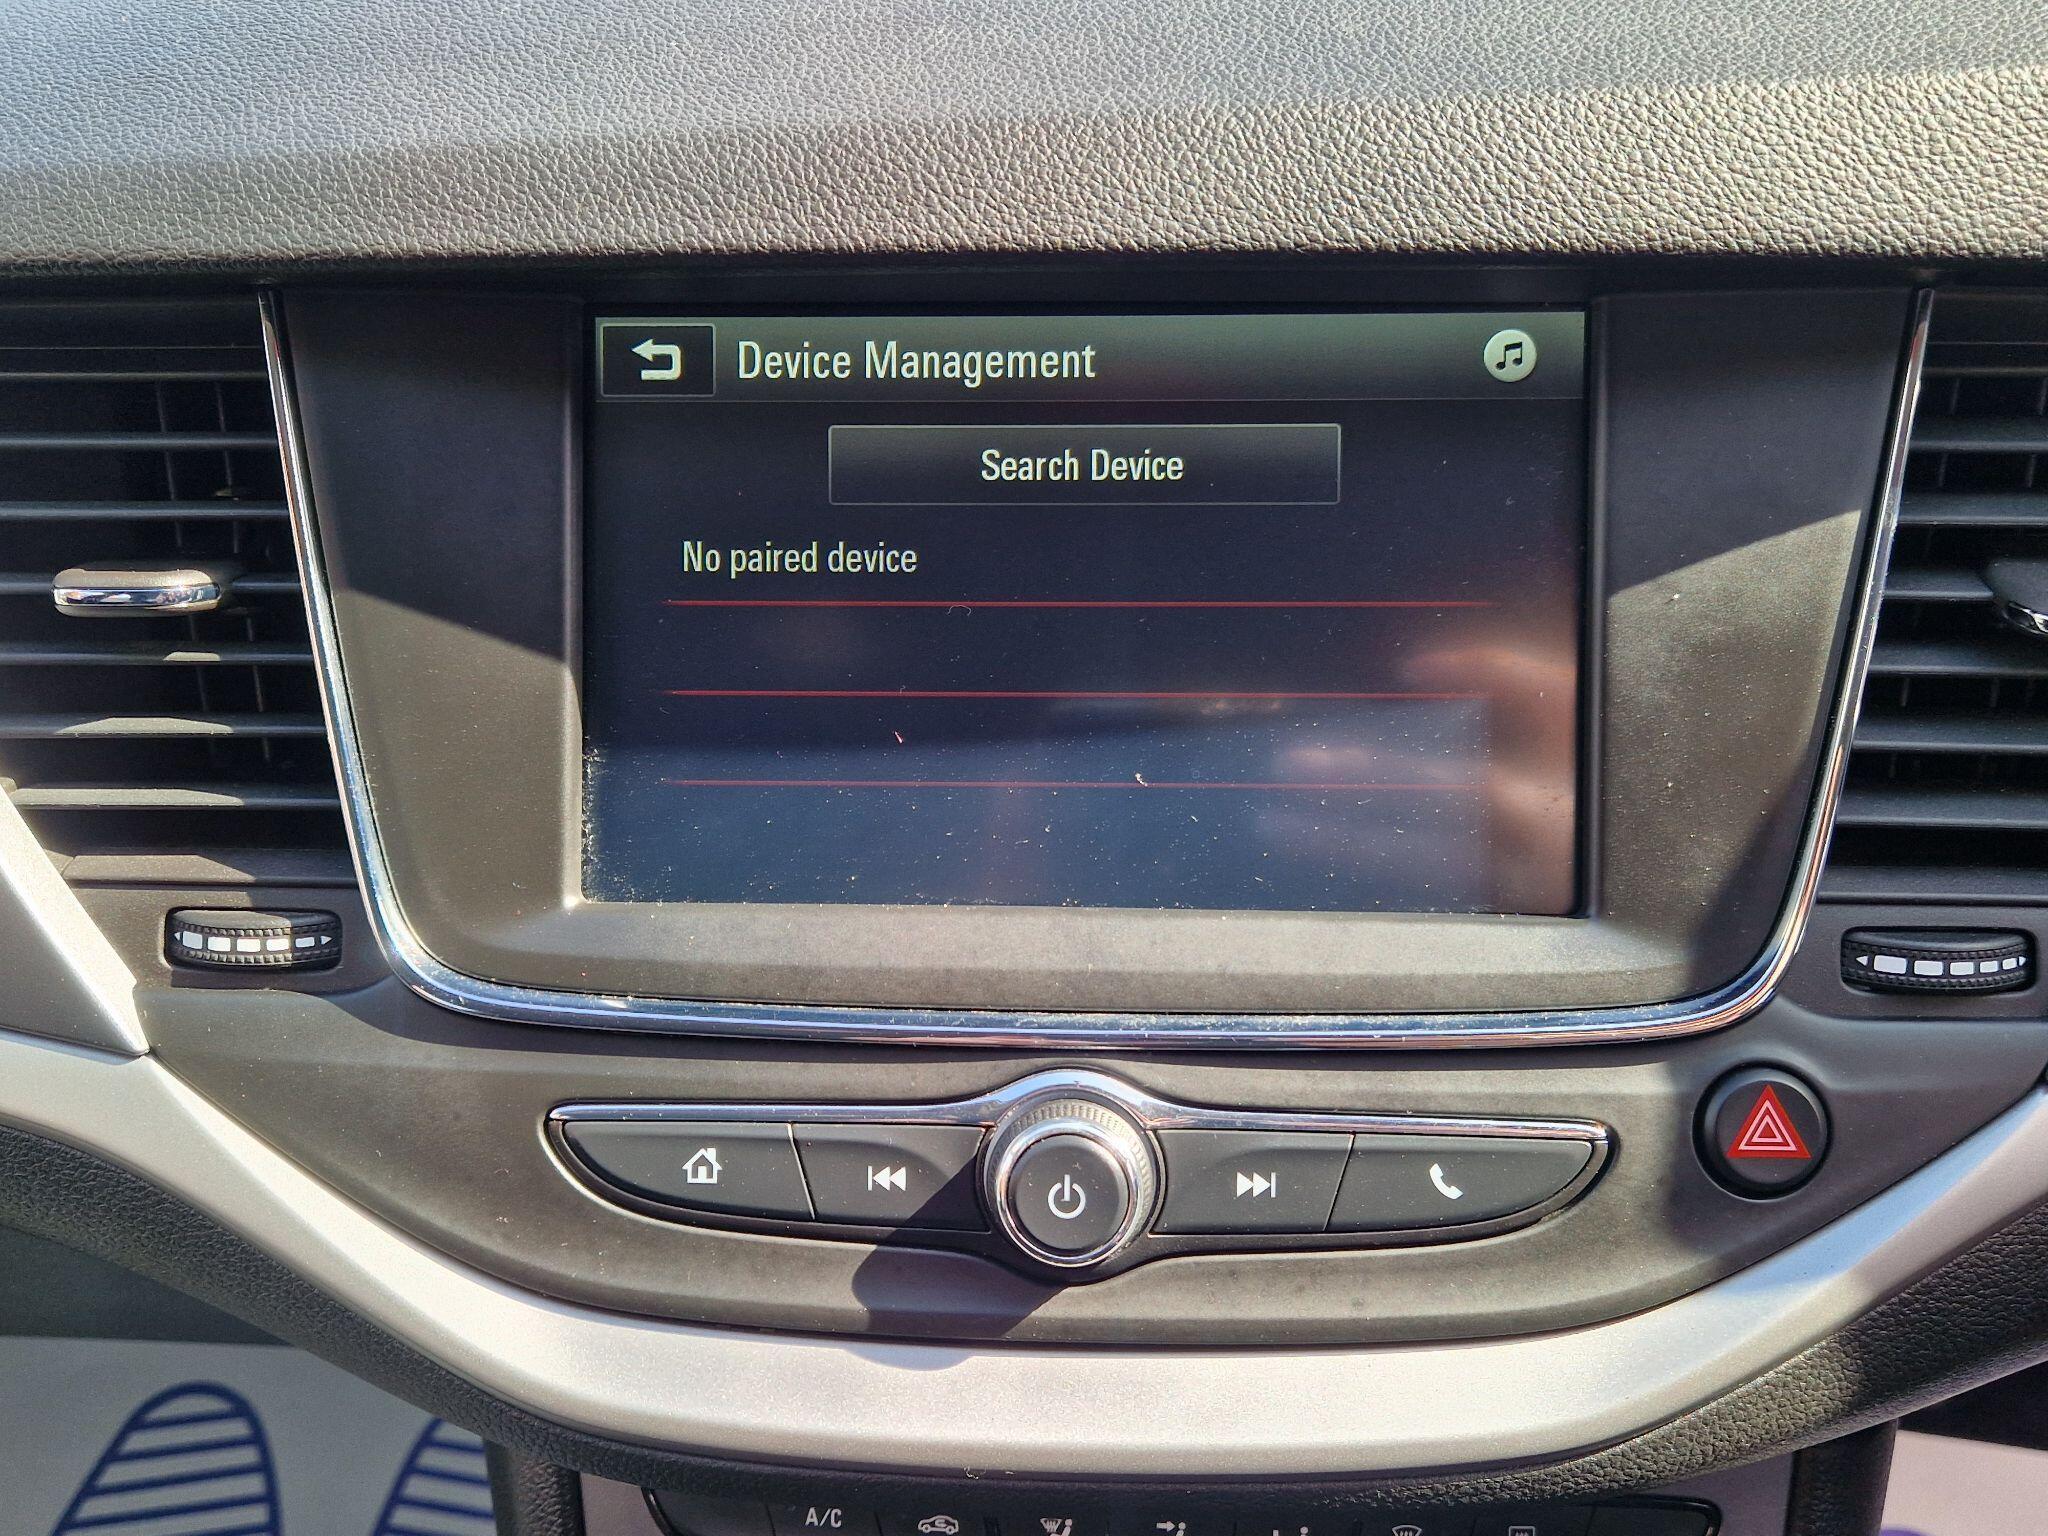 Device Management
Search Device
No paired device
A/C